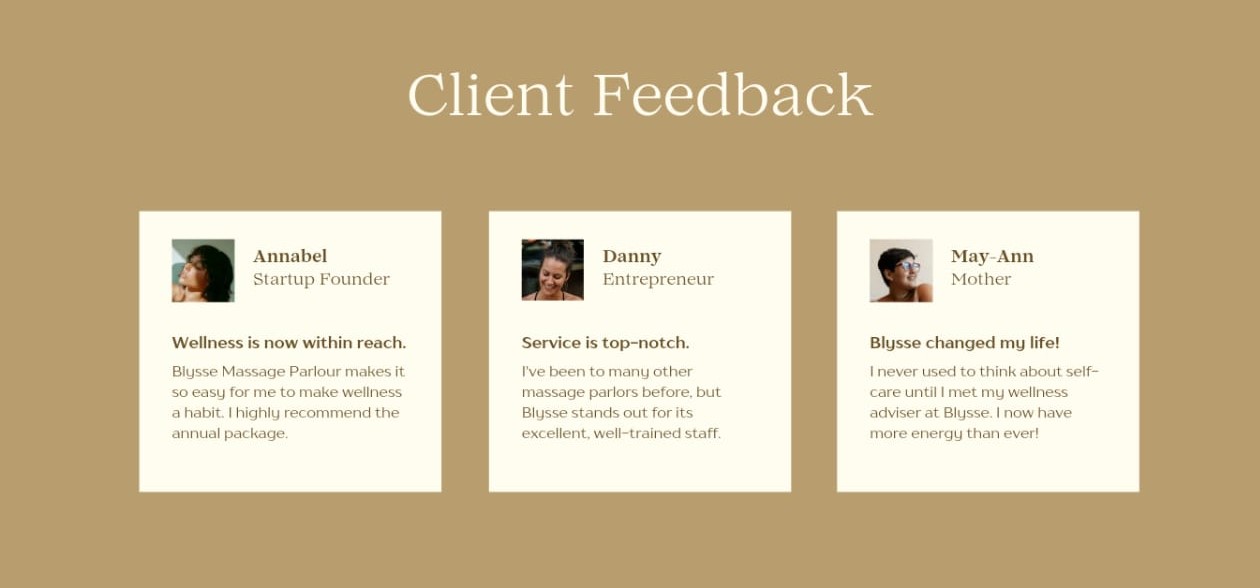 Client Feedback
Annabel
Startup Founder
Wellness is now within reach.
Blysse Massage Parlour makes it
so easy for me to make wellness
a habit. I highly recommend the
annual package.
Danny
Entrepreneur
Service is top-notch.
I've been to many other
massage parlors before, but
Blysse stands out for its
excellent, well-trained staff.
May-Ann
Mother
Blysse changed my life!
I never used to think about self-
care until I met my wellness
adviser at Blysse. I now have
more energy than ever!